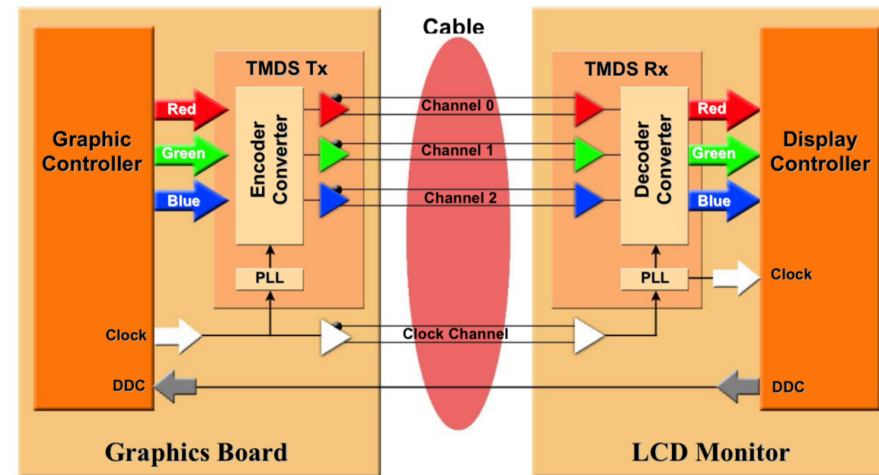 Cable
TMDS Tx
TMDS Rx
Graphic
Controller
Red
Green
Blue
Encoder
Converter
PLL
Channel 0
Channel 1
Channel 2
Clock Channel
Decoder
Converter
PLL
Red
Green
Blue
Display
Controller
Clock
Clock
DDC
DDC
Graphics Board
LCD Monitor